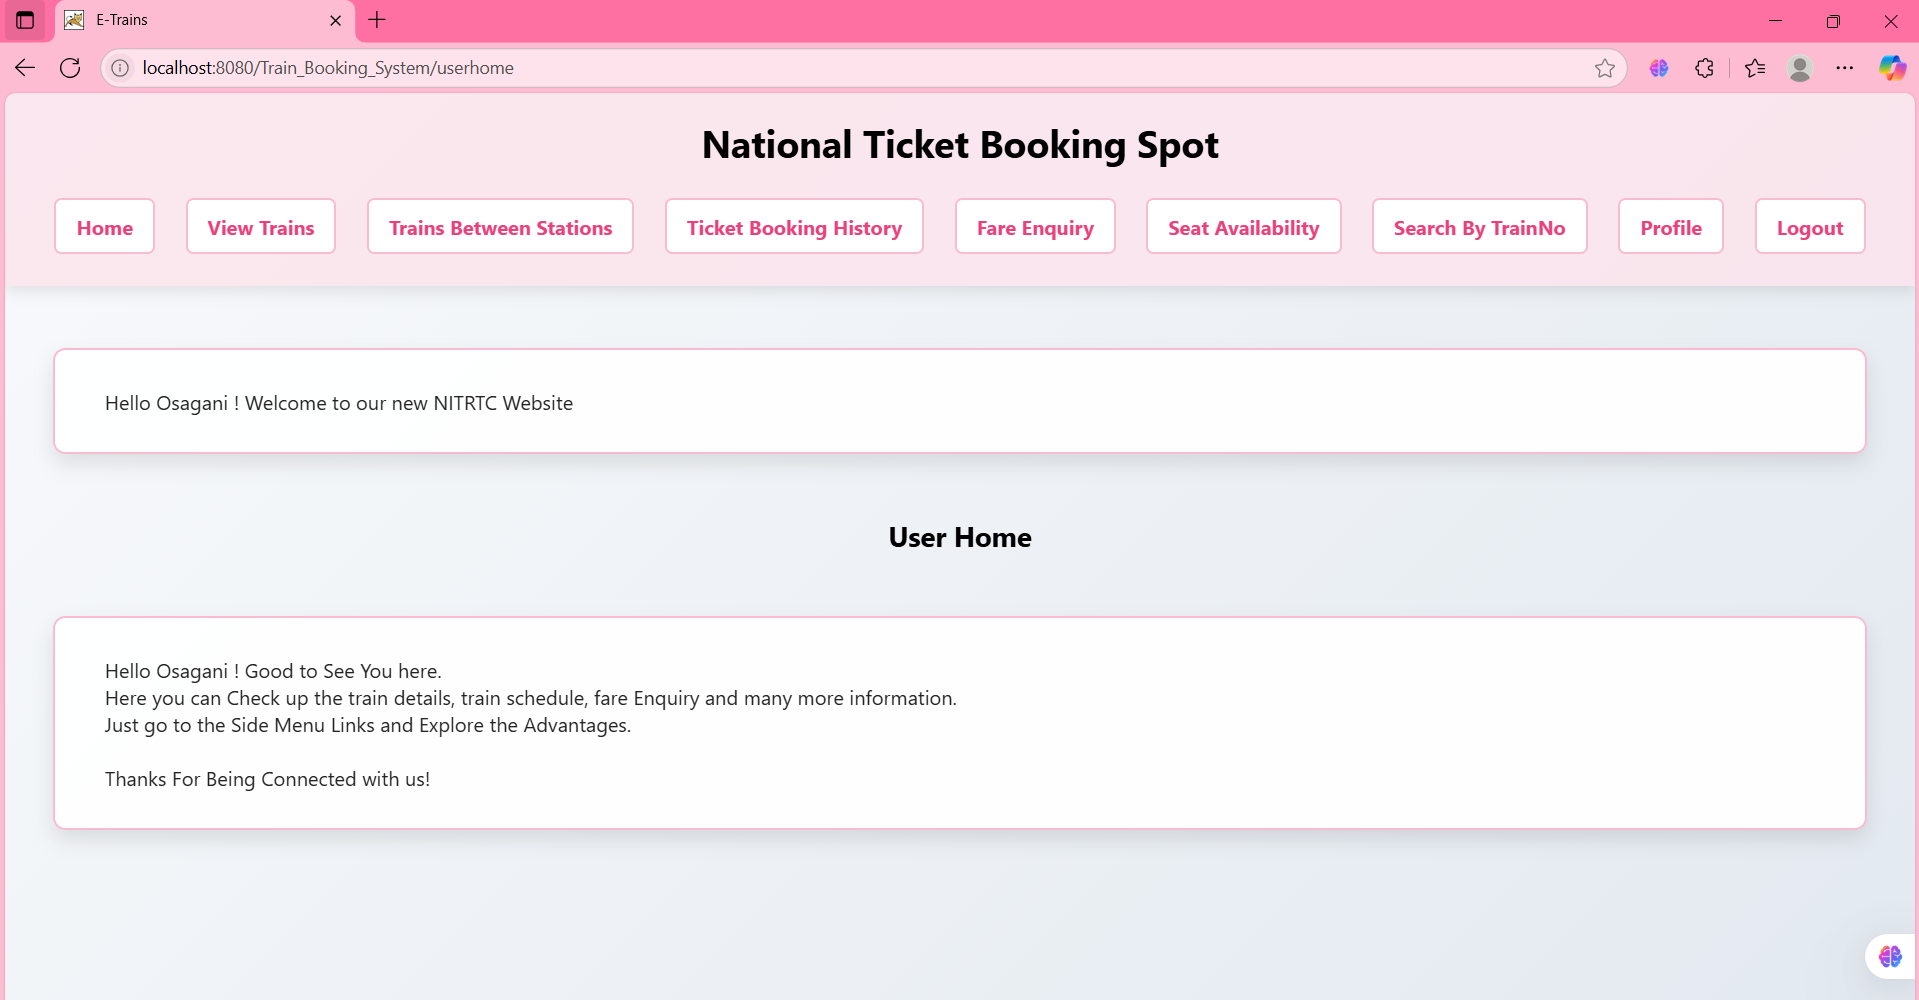 E-Trains
localhost:8080/Train_Booking_System/userhome
National Ticket Booking Spot
Home View Trains Trains Between Stations Ticket Booking History Fare Enquiry Seat Availability Search By TrainNo Profile Logout
Hello Osagani ! Welcome to our new NITRTC Website
User Home
Hello Osagani ! Good to See You here.
Here you can Check up the train details, train schedule, fare Enquiry and many more information.
Just go to the Side Menu Links and Explore the Advantages.
Thanks For Being Connected with us!